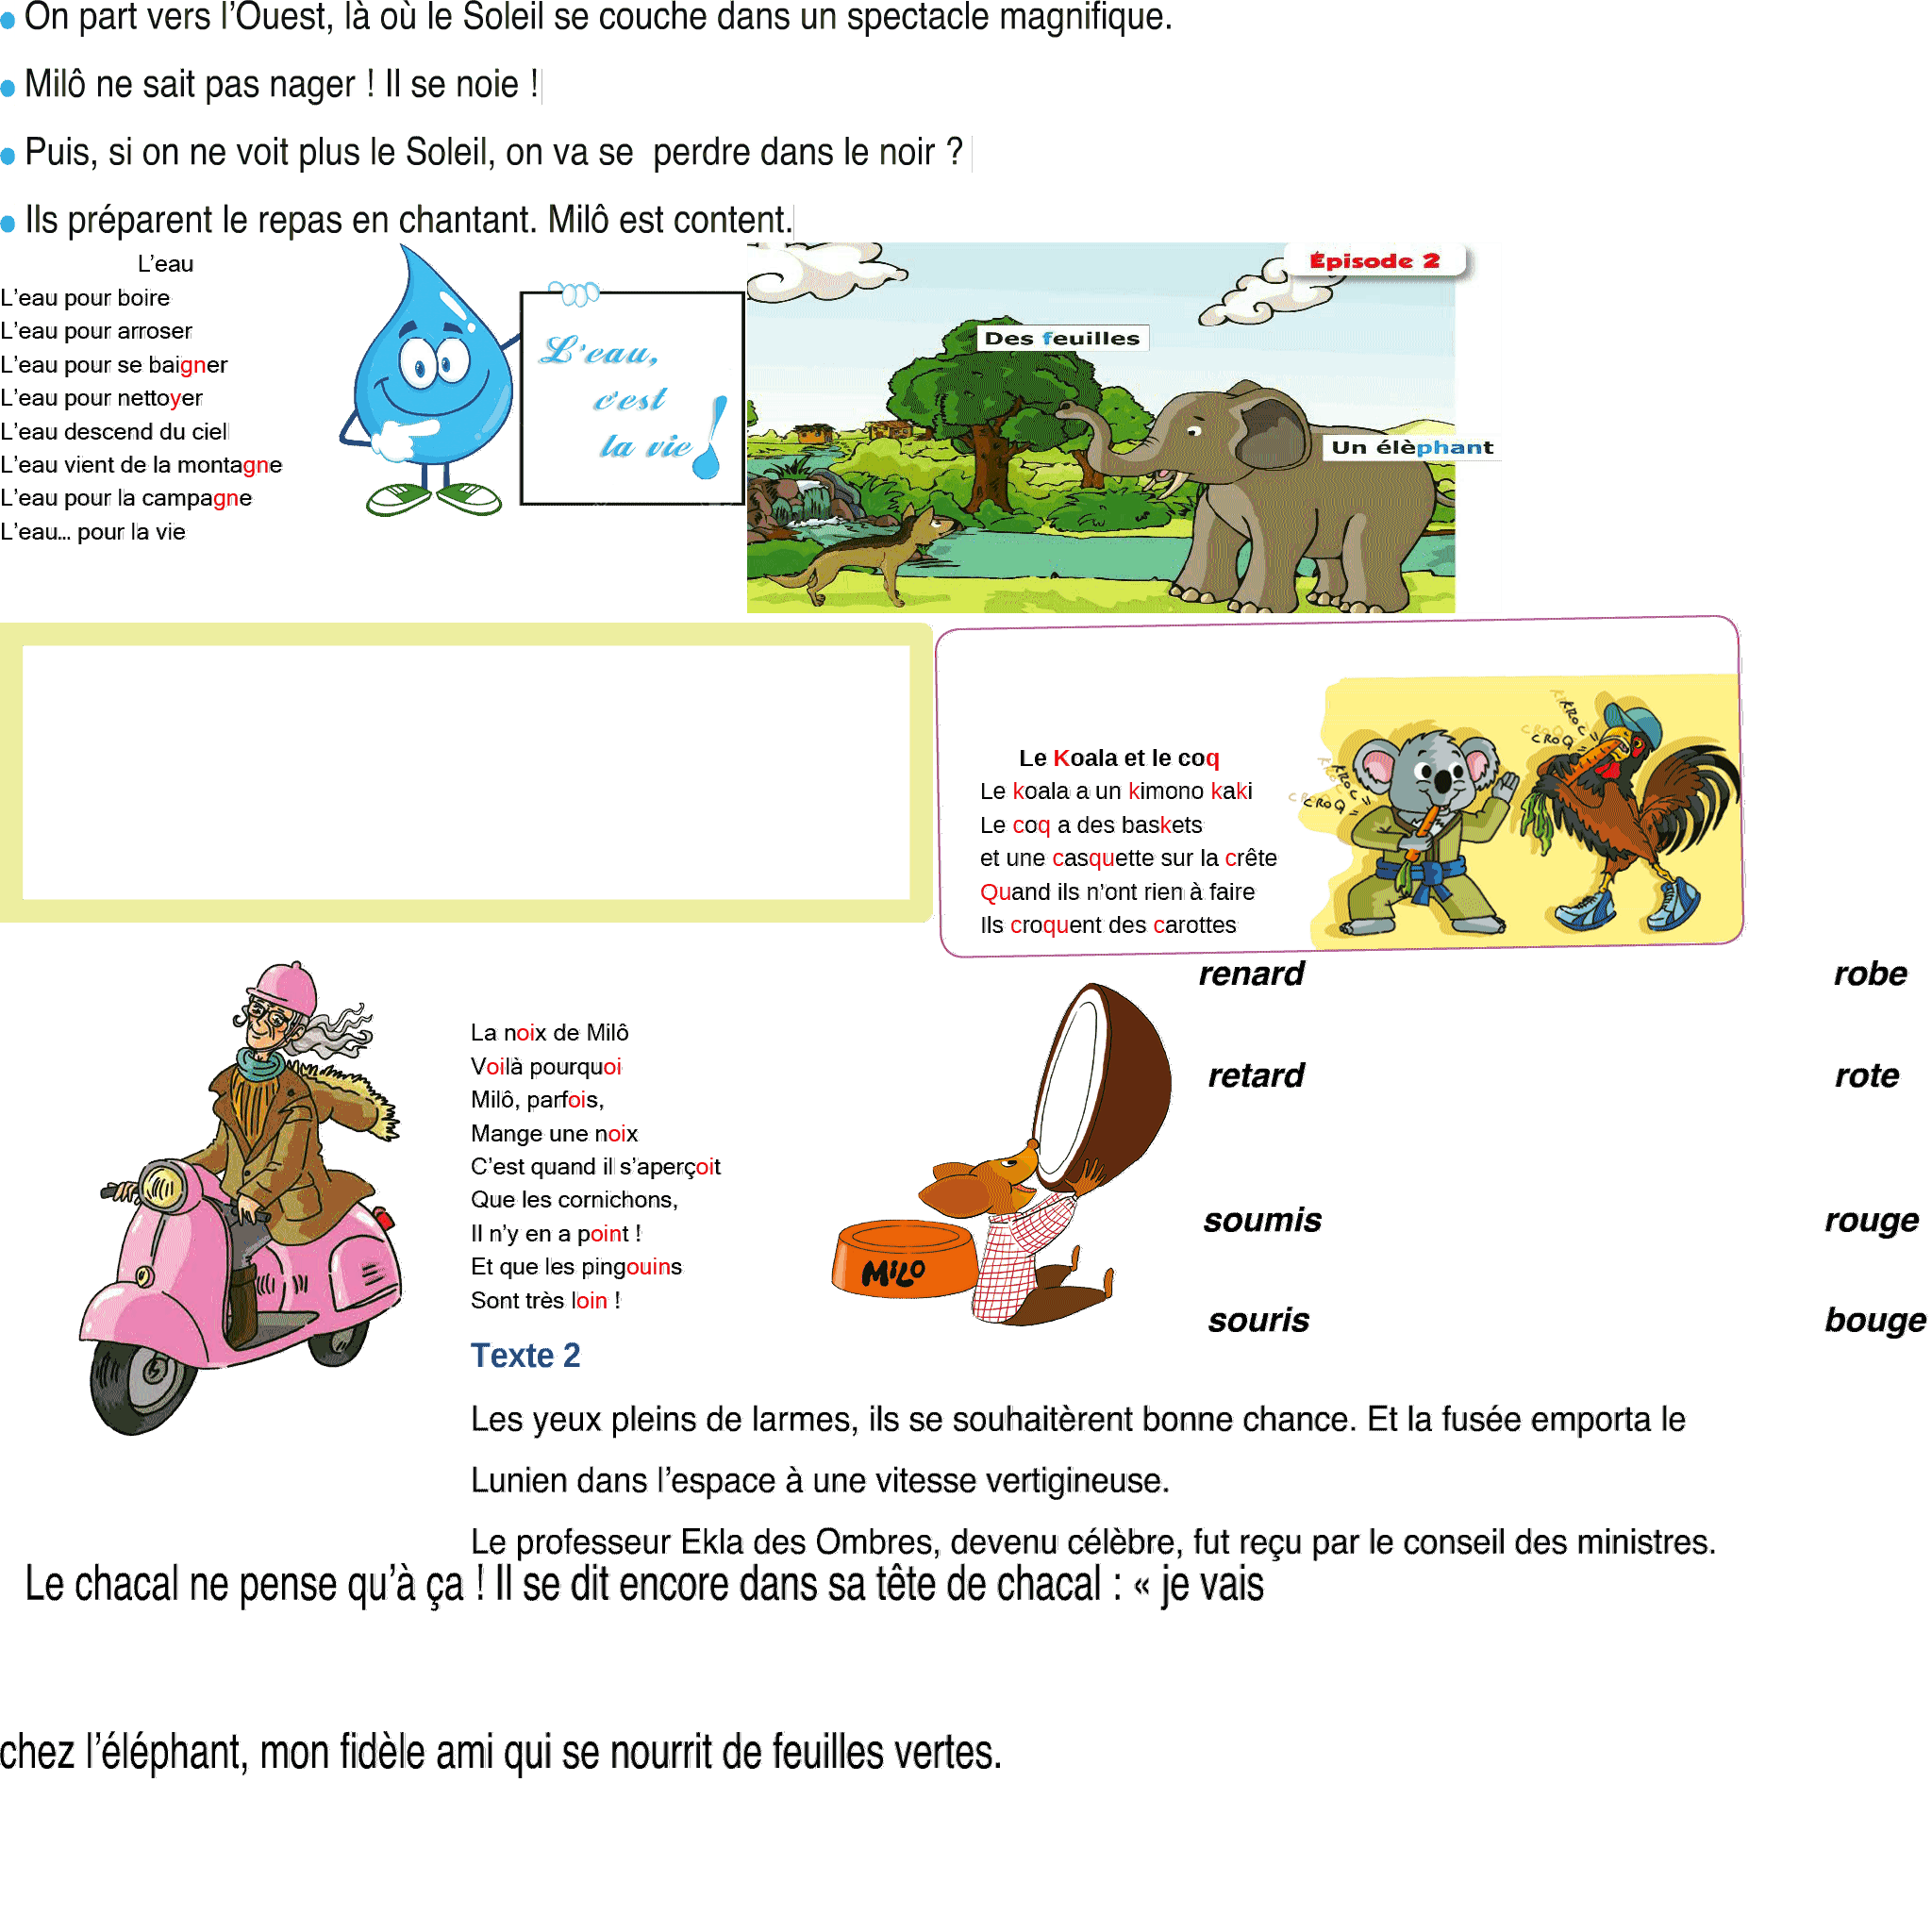 On part vers l'Ouest, là où le Soleil se couche dans un spectacle magnifique.
Milô ne sait pas nager ! Il se noie !
Puis, si on ne voit plus le Soleil, on va se perdre dans le noir ?
Ils préparent le repas en chantant. Milô est content.
L'eau
L'eau pour boire
L'eau pour arroser
L'eau pour se baigner
L'eau pour nettoyer
L'eau descend du ciel
L'eau vient de la montagne
L'eau pour la campagne
L'eau... pour la vie
L'eau,
c'est
la vie !
Épisode 2
Des feuilles
Un élèphant
Le Koala et le coq
Le koala a un kimono kaki
Le coq a des baskets
et une casquette sur la crête
Quand ils n'ont rien à faire
Ils croquent des carottes
KROC
CROQ
KROC
CROQ
La noix de Milô
Voilà pourquoi
Milô, parfois,
Mange une noix
C'est quand il s'aperçoit
Que les cornichons,
Il n'y en a point !
Et que les pingouins
Sont très loin !
MILO
renard
robe
retard
rote
soumis
rouge
souris
bouge
Texte 2
Les yeux pleins de larmes, ils se souhaitèrent bonne chance. Et la fusée emporta le
Lunien dans l'espace à une vitesse vertigineuse.
Le professeur Ekla des Ombres, devenu célèbre, fut reçu par le conseil des ministres.
Le chacal ne pense qu'à ça ! Il se dit encore dans sa tête de chacal : « je vais
chez l'éléphant, mon fidèle ami qui se nourrit de feuilles vertes.